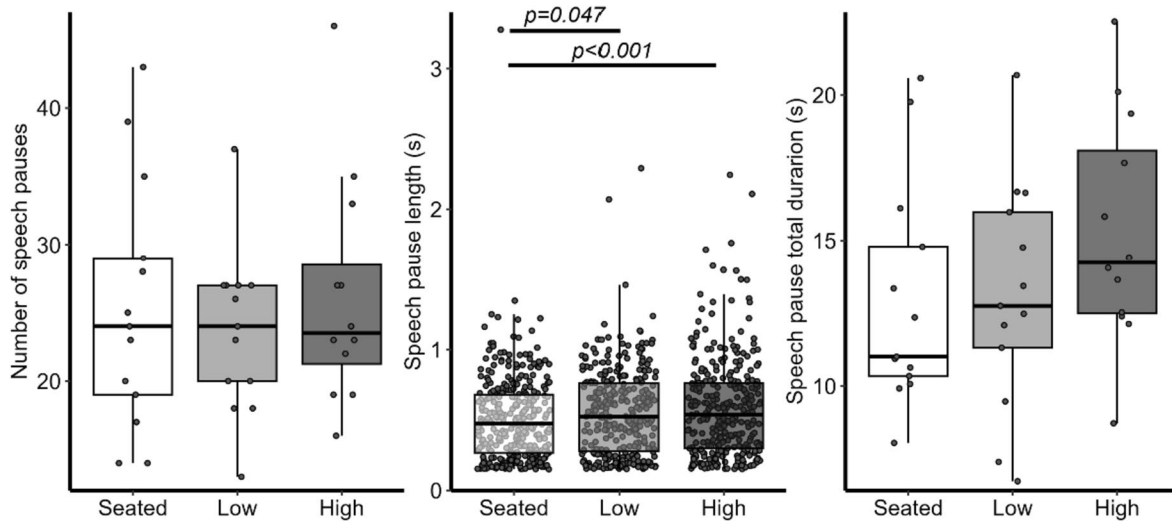 Number of speech pauses
40
30
20
Seated Low High
Speech pause length (s)
p=0.047
p<0.001
3
2
1
0
Seated Low High
Speech pause total durarion (s)
20
15
10
Seated Low High